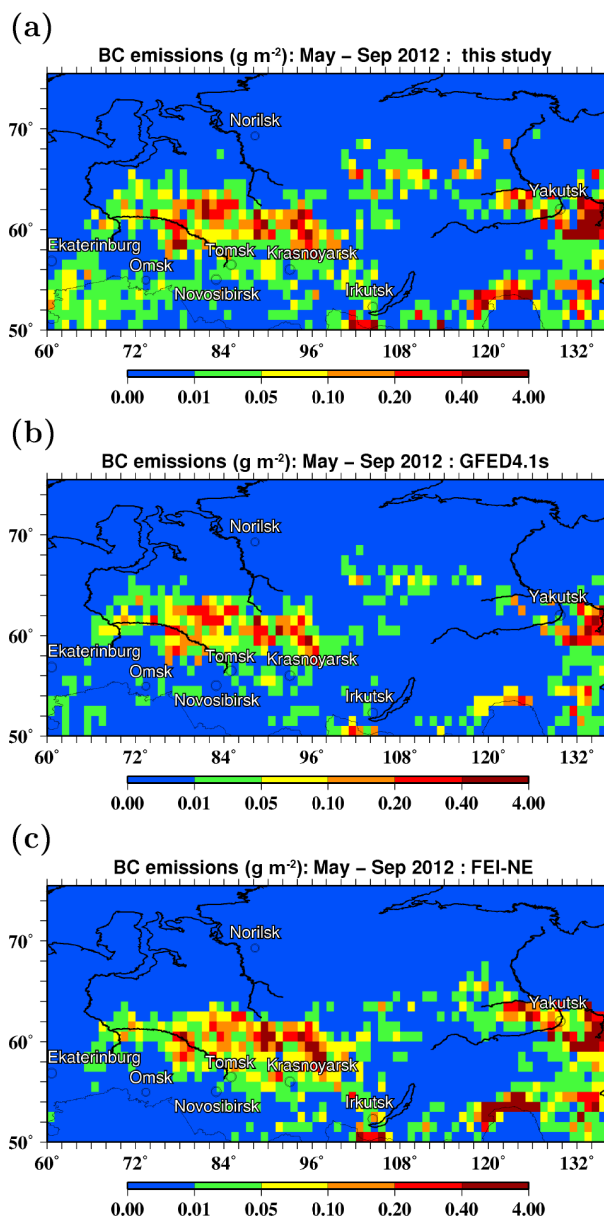 (a)
BC emissions (g m-2): May – Sep 2012 : this study
70°
60°
50°
Norilsk
Yakutsk
Ekaterinburg
Tomsk
Krasnoyarsk
Omsk
Novosibirsk
Irkutsk
60 72 84 96 108 120 132°
0.00 0.01 0.05 0.10 0.20 0.40 4.00
(b)
BC emissions (g m-2): May – Sep 2012 : GFED4.1s
70°
60°
50°
Norilsk
Yakutsk
Ekaterinburg
Tomsk
Krasnoyarsk
Omsk
Novosibirsk
Irkutsk
60° 72 84 96 108 120 132°
0.00 0.01 0.05 0.10 0.20 0.40 4.00
(c)
BC emissions (g m-2): May – Sep 2012 : FEI-NE
70°
60°
50°
Norilsk
Yakutsk
Ekaterinburg
Tomsk
Krasnoyarsk
Omsk
Novosibirsk
Irkutsk
60° 72 84 96 108 120 132°
0.00 0.01 0.05 0.10 0.20 0.40 4.00